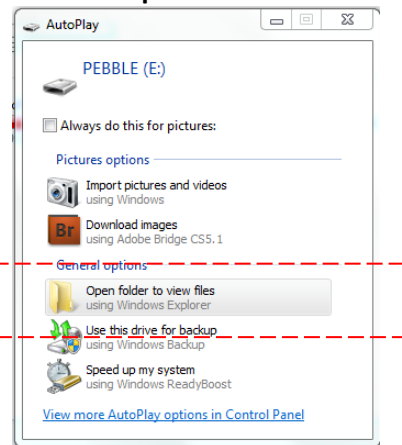 AutoPlay
PEBBLE (E:)
Always do this for pictures:
Pictures options
Import pictures and videos
using Windows
Br
Download images
using Adobe Bridge CS5.1
General options
Open folder to view files
using Windows Explorer
Use this drive for backup
using Windows Backup
Speed up my system
using Windows ReadyBoost
View more AutoPlay options in Control Panel